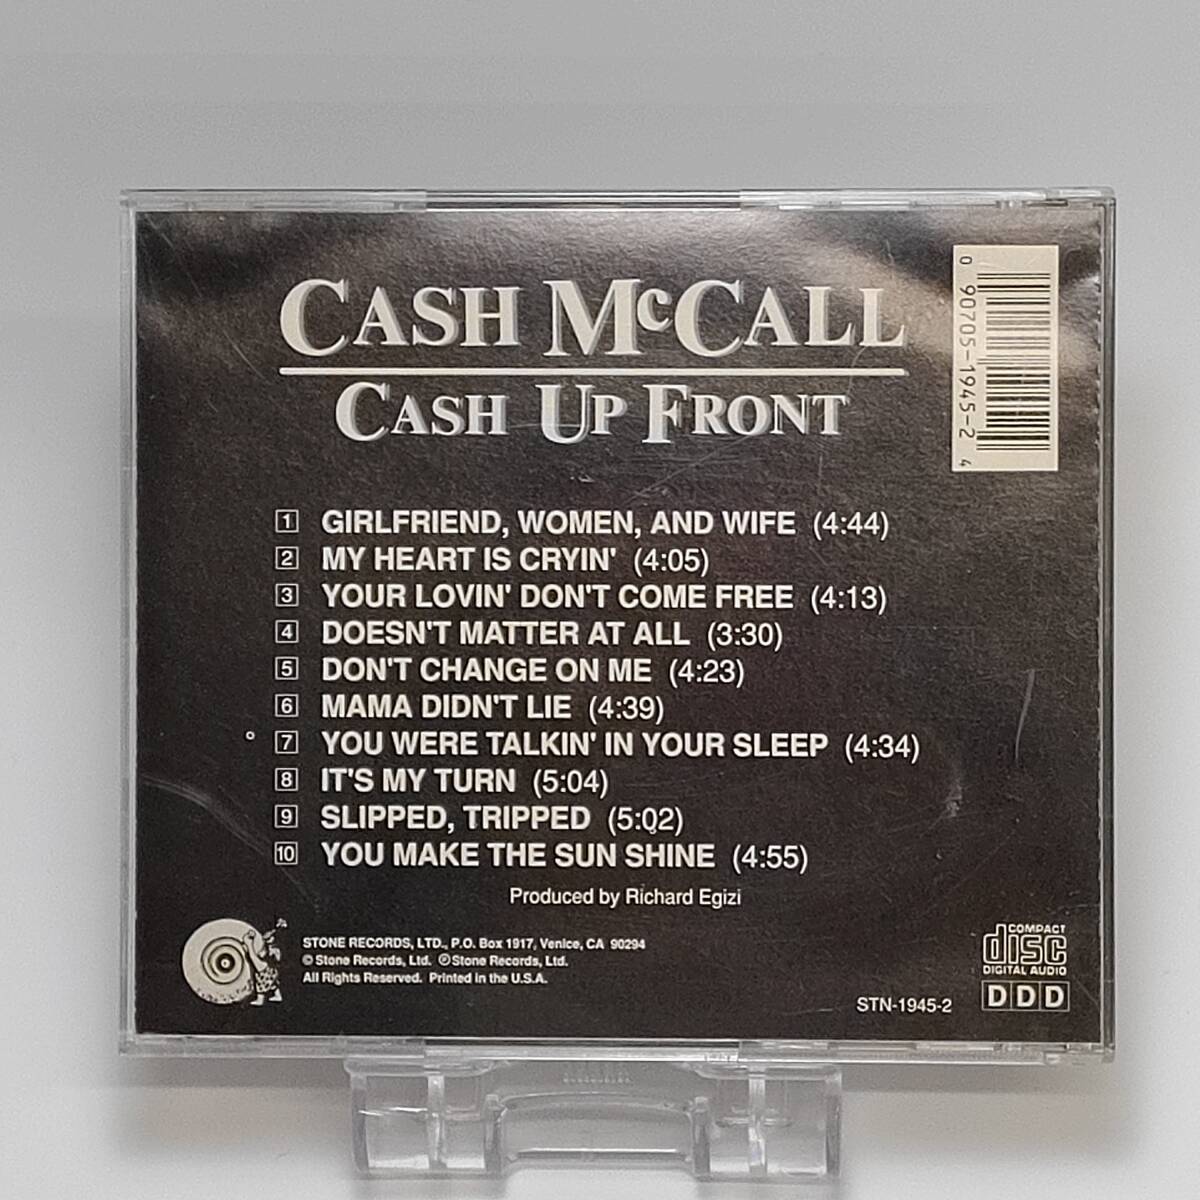 CASH MCCALL
CASH UP FRONT
0 90705-1945-2 4
1 GIRLFRIEND, WOMEN, AND WIFE (4:44)
2 MY HEART IS CRYIN' (4:05)
3 YOUR LOVIN' DON'T COME FREE (4:13)
4 DOESN'T MATTER AT ALL (3:30)
5 DON'T CHANGE ON ME (4:23)
6 MAMA DIDN'T LIE (4:39)
7 YOU WERE TALKIN' IN YOUR SLEEP (4:34)
8 IT'S MY TURN (5:04)
9 SLIPPED, TRIPPED (5:02)
10 YOU MAKE THE SUN SHINE (4:55)
Produced by Richard Egizi
STONE RECORDS, LTD., P.O. Box 1917, Venice, CA 90294
© Stone Records, Ltd. ℗ Stone Records, Ltd.
All Rights Reserved. Printed in the U.S.A.
STN-1945-2
COMPACT
disc
DIGITAL AUDIO
DDD